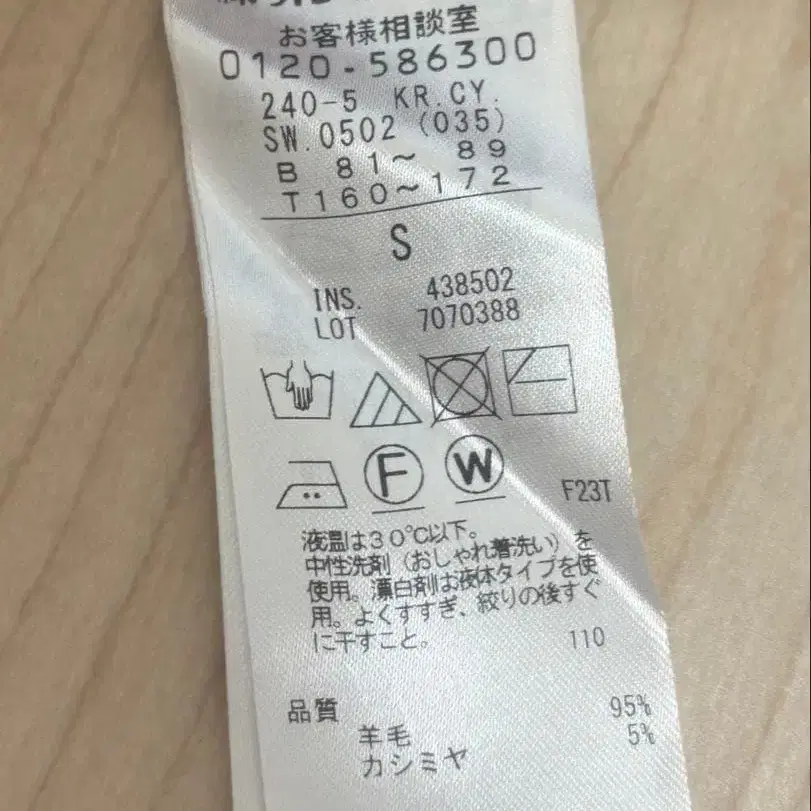 お客様相談室
0120-586300
240-5 KR.CY.
SW.0502 (035)
B 81～ 89
T160～172
S
INS. 438502
LOT 7070388
F W
F23T
液温は30℃以下。
中性洗剤（おしゃれ着洗い）を
使用。漂白剤は液体タイプを使
用。よくすすぎ、絞りの後すぐ
に干すこと。
110
品質
羊毛 95%
カシミヤ 5%